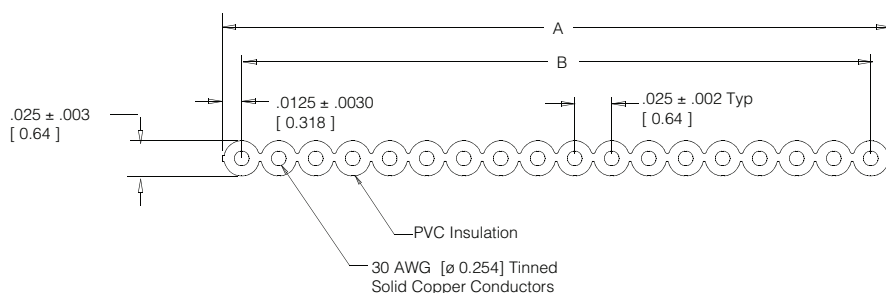 A
B
.025 ± .003
[ 0.64 ]
.0125 ± .0030
[ 0.318 ]
.025 ± .002 Typ
[ 0.64 ]
PVC Insulation
30 AWG [ø 0.254] Tinned
Solid Copper Conductors